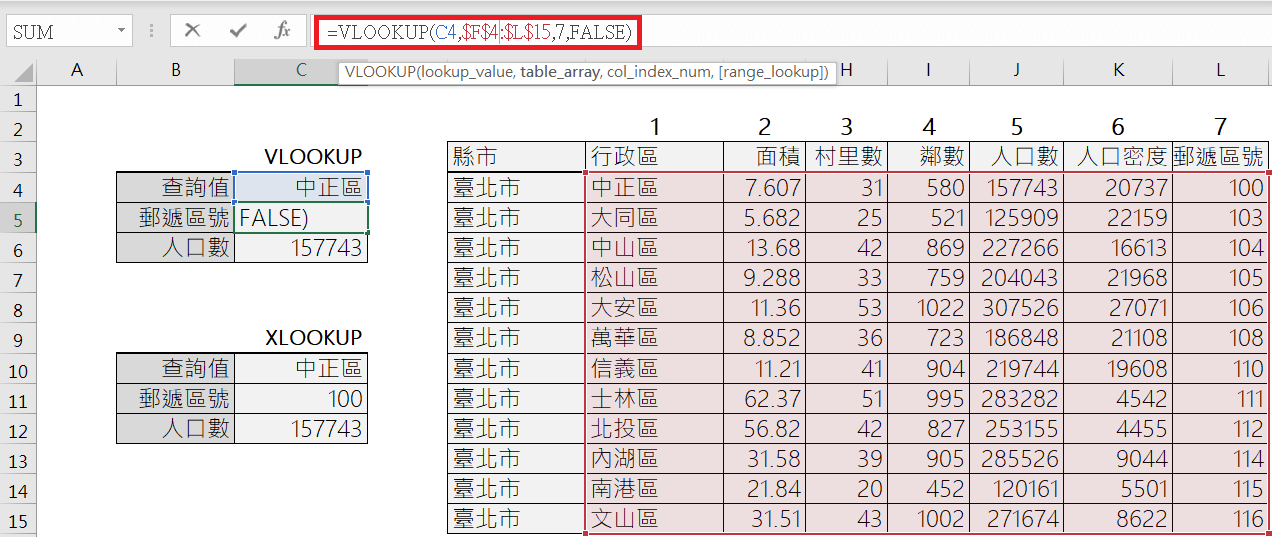 SUM =VLOOKUP(C4,$F$4:$L$15,7,FALSE)
VLOOKUP(lookup_value, table_array, col_index_num, [range_lookup])
A B C H I J K L
1
2 1 2 3 4 5 6 7
3 VLOOKUP 縣市 行政區 面積 村里數 鄰數 人口數 人口密度 郵遞區號
4 查詢值 中正區 臺北市 中正區 7.607 31 580 157743 20737 100
5 郵遞區號 FALSE) 臺北市 大同區 5.682 25 521 125909 22159 103
6 人口數 157743 臺北市 中山區 13.68 42 869 227266 16613 104
7 臺北市 松山區 9.288 33 759 204043 21968 105
8 臺北市 大安區 11.36 53 1022 307526 27071 106
9 XLOOKUP 臺北市 萬華區 8.852 36 723 186848 21108 108
10 查詢值 中正區 臺北市 信義區 11.21 41 904 219744 19608 110
11 郵遞區號 100 臺北市 士林區 62.37 51 995 283282 4542 111
12 人口數 157743 臺北市 北投區 56.82 42 827 253155 4455 112
13 臺北市 內湖區 31.58 39 905 285526 9044 114
14 臺北市 南港區 21.84 20 452 120161 5501 115
15 臺北市 文山區 31.51 43 1002 271674 8622 116